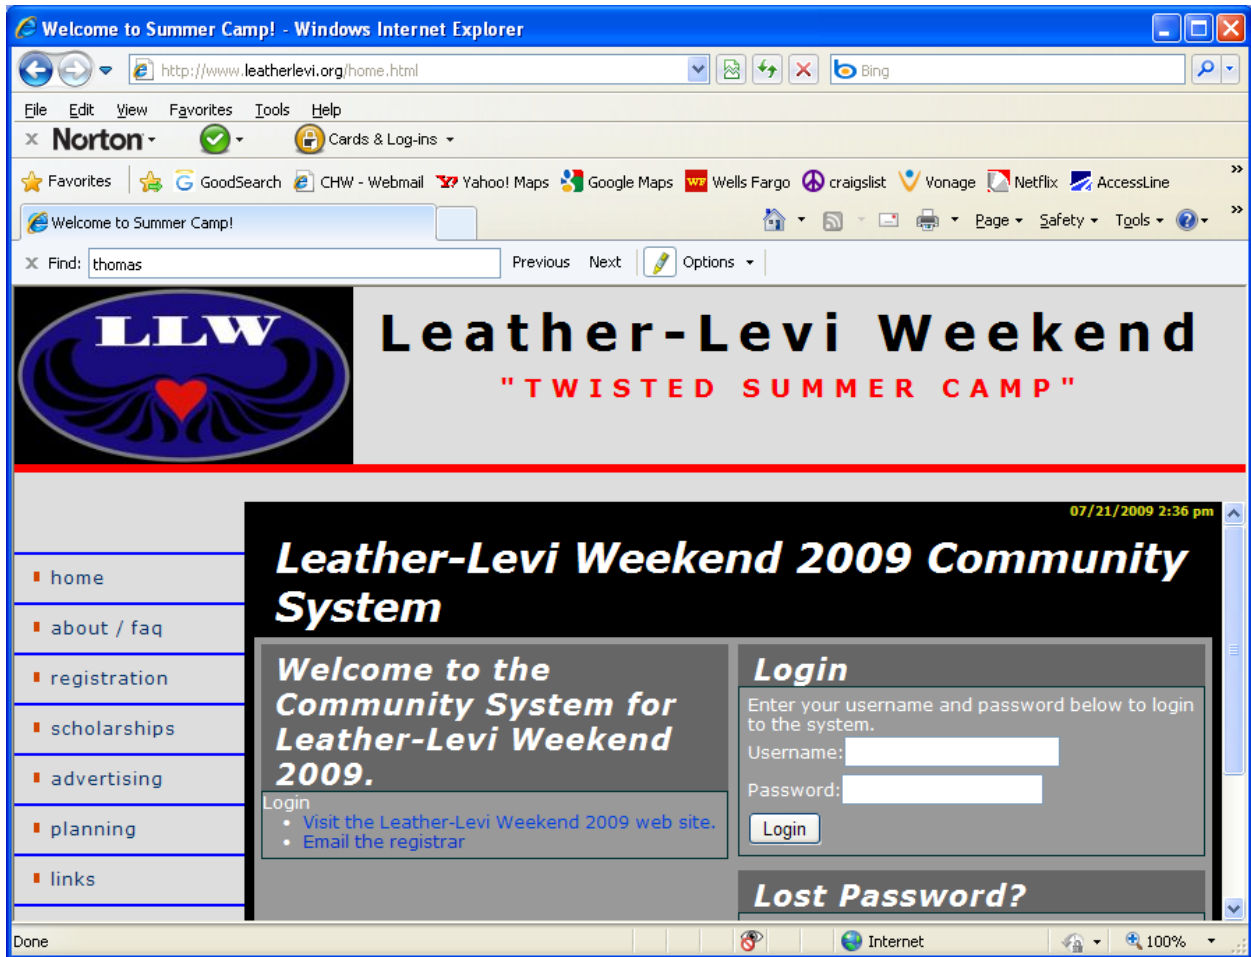 Welcome to Summer Camp! - Windows Internet Explorer
http://www.leatherlevi.org/home.html
Bing
File Edit View Favorites Tools Help
x Norton Cards & Log-ins
Favorites GoodSearch CHW - Webmail Yahoo! Maps Google Maps WF Wells Fargo craigslist Vonage Netflix AccessLine »
Welcome to Summer Camp! Page Safety Tools »
x Find: thomas Previous Next Options
LLW
Leather-Levi Weekend
"TWISTED SUMMER CAMP"
07/21/2009 2:36 pm
Leather-Levi Weekend 2009 Community
System
home
about / faq
registration
scholarships
advertising
planning
links
Welcome to the
Community System for
Leather-Levi Weekend
2009.
Login
• Visit the Leather-Levi Weekend 2009 web site.
• Email the registrar
Login
Enter your username and password below to login
to the system.
Username:
Password:
Login
Lost Password?
Done Internet 100%